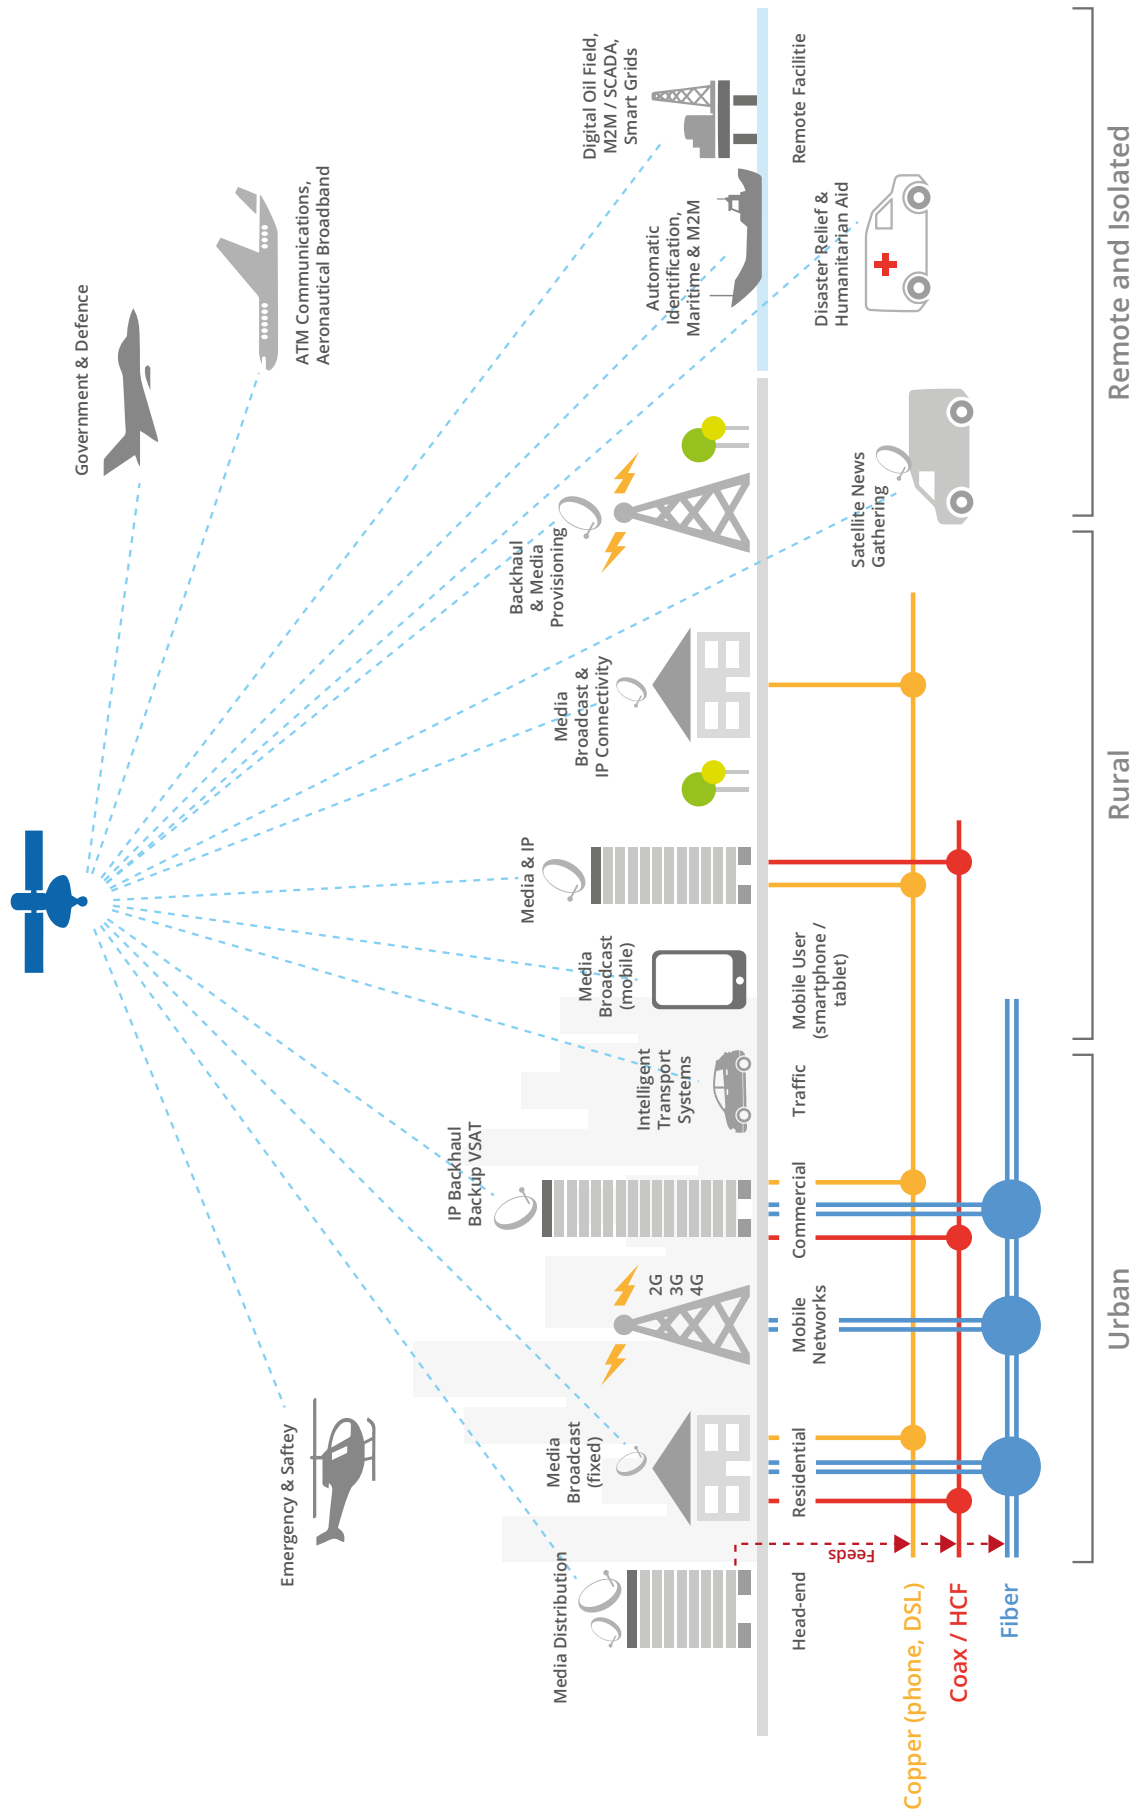 Government & Defence
ATM Communications,
Aeronautical Broadband
Emergency & Saftey
Media Distribution
Media
Broadcast
(fixed)
2G
3G
4G
IP Backhaul
Backup VSAT
Intelligent
Transport
Systems
Media
Broadcast
(mobile)
Media & IP
Media
Broadcast &
IP Connectivity
Backhaul
& Media
Provisioning
Automatic
Identification,
Maritime & M2M
Digital Oil Field,
M2M / SCADA,
Smart Grids
Head-end
Residential
Mobile
Networks
Commercial
Traffic
Mobile User
(smartphone /
tablet)
Remote Facilitie
Satellite News
Gathering
Disaster Relief &
Humanitarian Aid
Feeds
Copper (phone, DSL)
Coax / HCF
Fiber
Urban
Rural
Remote and Isolated